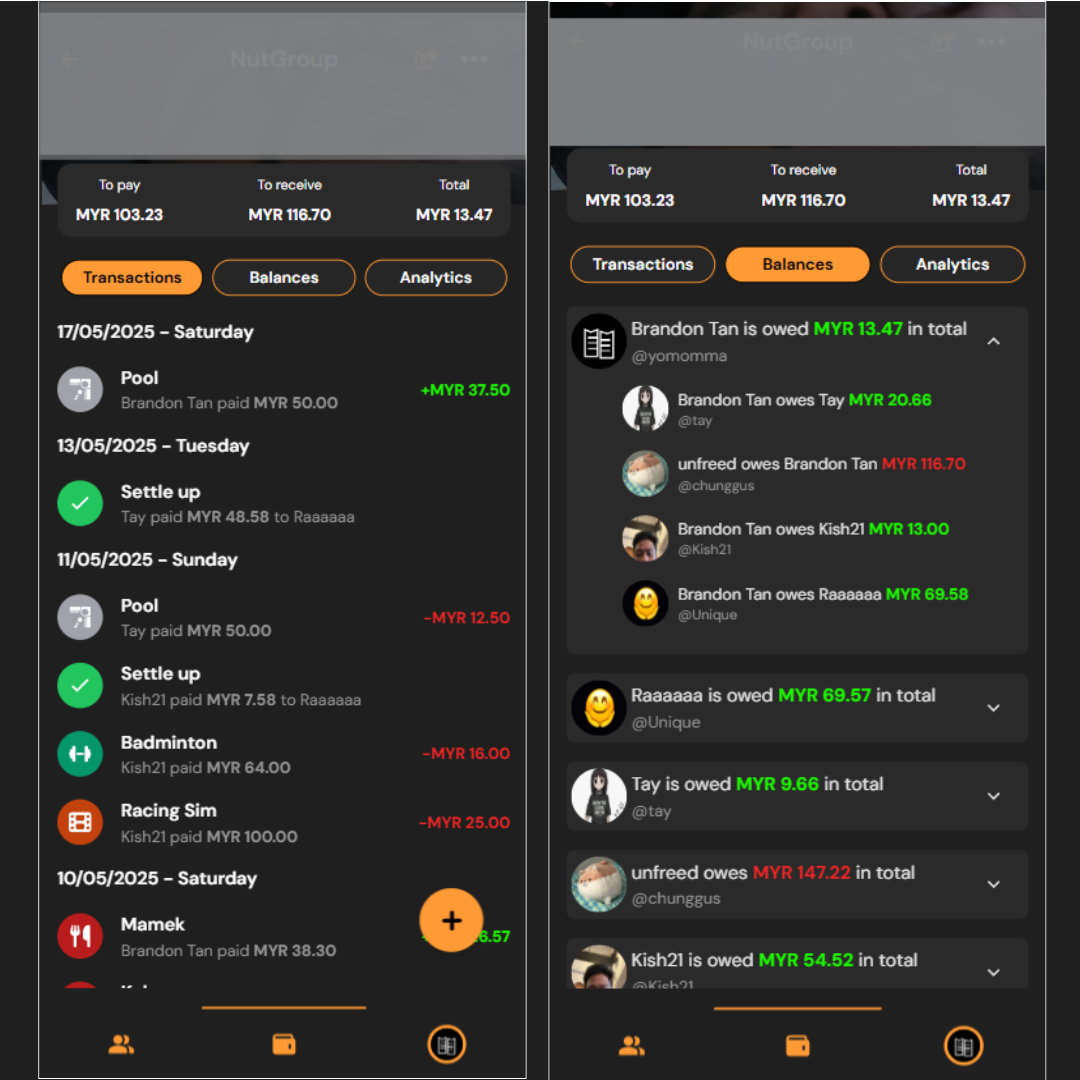 NutGroup
To pay To receive Total
MYR 103.23 MYR 116.70 MYR 13.47
Transactions Balances Analytics
17/05/2025 – Saturday
Pool
Brandon Tan paid MYR 50.00
+MYR 37.50
13/05/2025 – Tuesday
Settle up
Tay paid MYR 48.58 to Raaaaaa
11/05/2025 – Sunday
Pool
Tay paid MYR 50.00
–MYR 12.50
Settle up
Kish21 paid MYR 7.58 to Raaaaaa
Badminton
Kish21 paid MYR 64.00
–MYR 16.00
Racing Sim
Kish21 paid MYR 100.00
–MYR 25.00
10/05/2025 – Saturday
Mamek
Brandon Tan paid MYR 38.30
NutGroup
To pay To receive Total
MYR 103.23 MYR 116.70 MYR 13.47
Transactions Balances Analytics
Brandon Tan is owed MYR 13.47 in total
@yomomma
Brandon Tan owes Tay MYR 20.66
@tay
unfreed owes Brandon Tan MYR 116.70
@chunggus
Brandon Tan owes Kish21 MYR 13.00
@Kish21
Brandon Tan owes Raaaaaa MYR 69.58
@Unique
Raaaaaa is owed MYR 69.57 in total
@Unique
Tay is owed MYR 9.66 in total
@tay
unfreed owes MYR 147.22 in total
@chunggus
Kish21 is owed MYR 54.52 in total
@Kish21